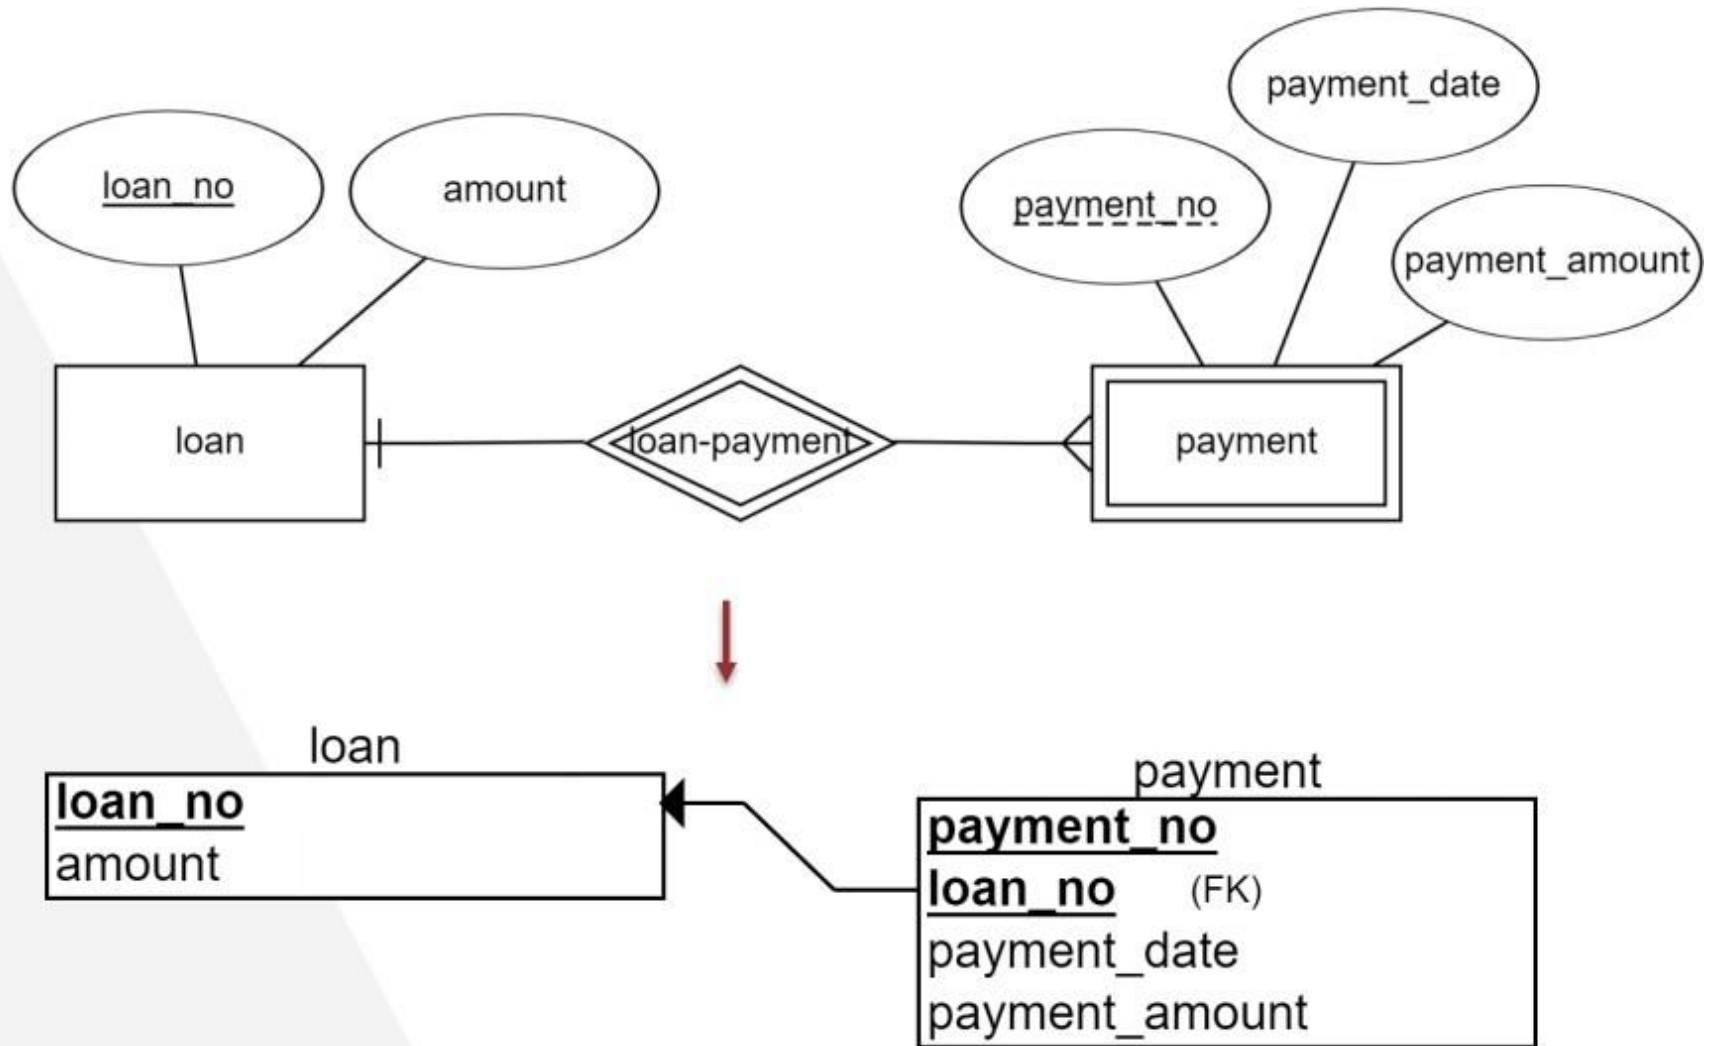 payment_date
loan_no
amount
payment_no
payment_amount
loan
loan-payment
payment
loan
loan_no
amount
payment
payment_no
loan_no (FK)
payment_date
payment_amount